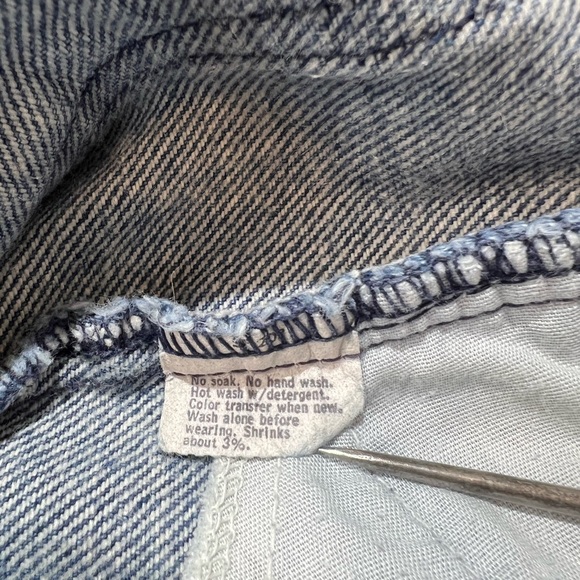 No soak. No hand wash.
Hot wash w/detergent.
Color transfer when new.
Wash alone before
wearing. Shrinks
about 3%.